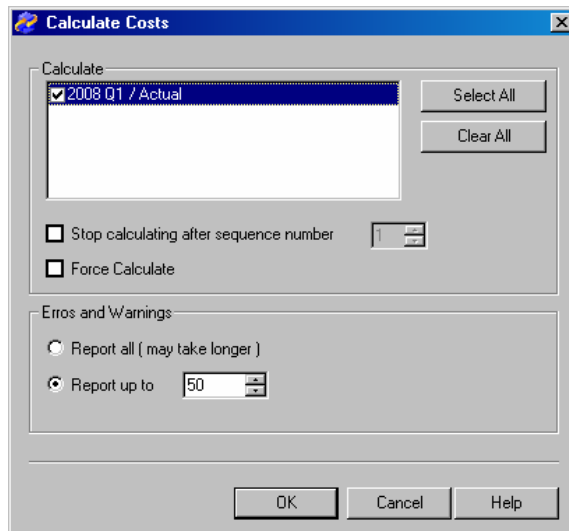 Calculate Costs
Calculate
2008 Q1 / Actual
Select All
Clear All
Stop calculating after sequence number 1
Force Calculate
Erros and Warnings
Report all ( may take longer )
Report up to 50
OK Cancel Help